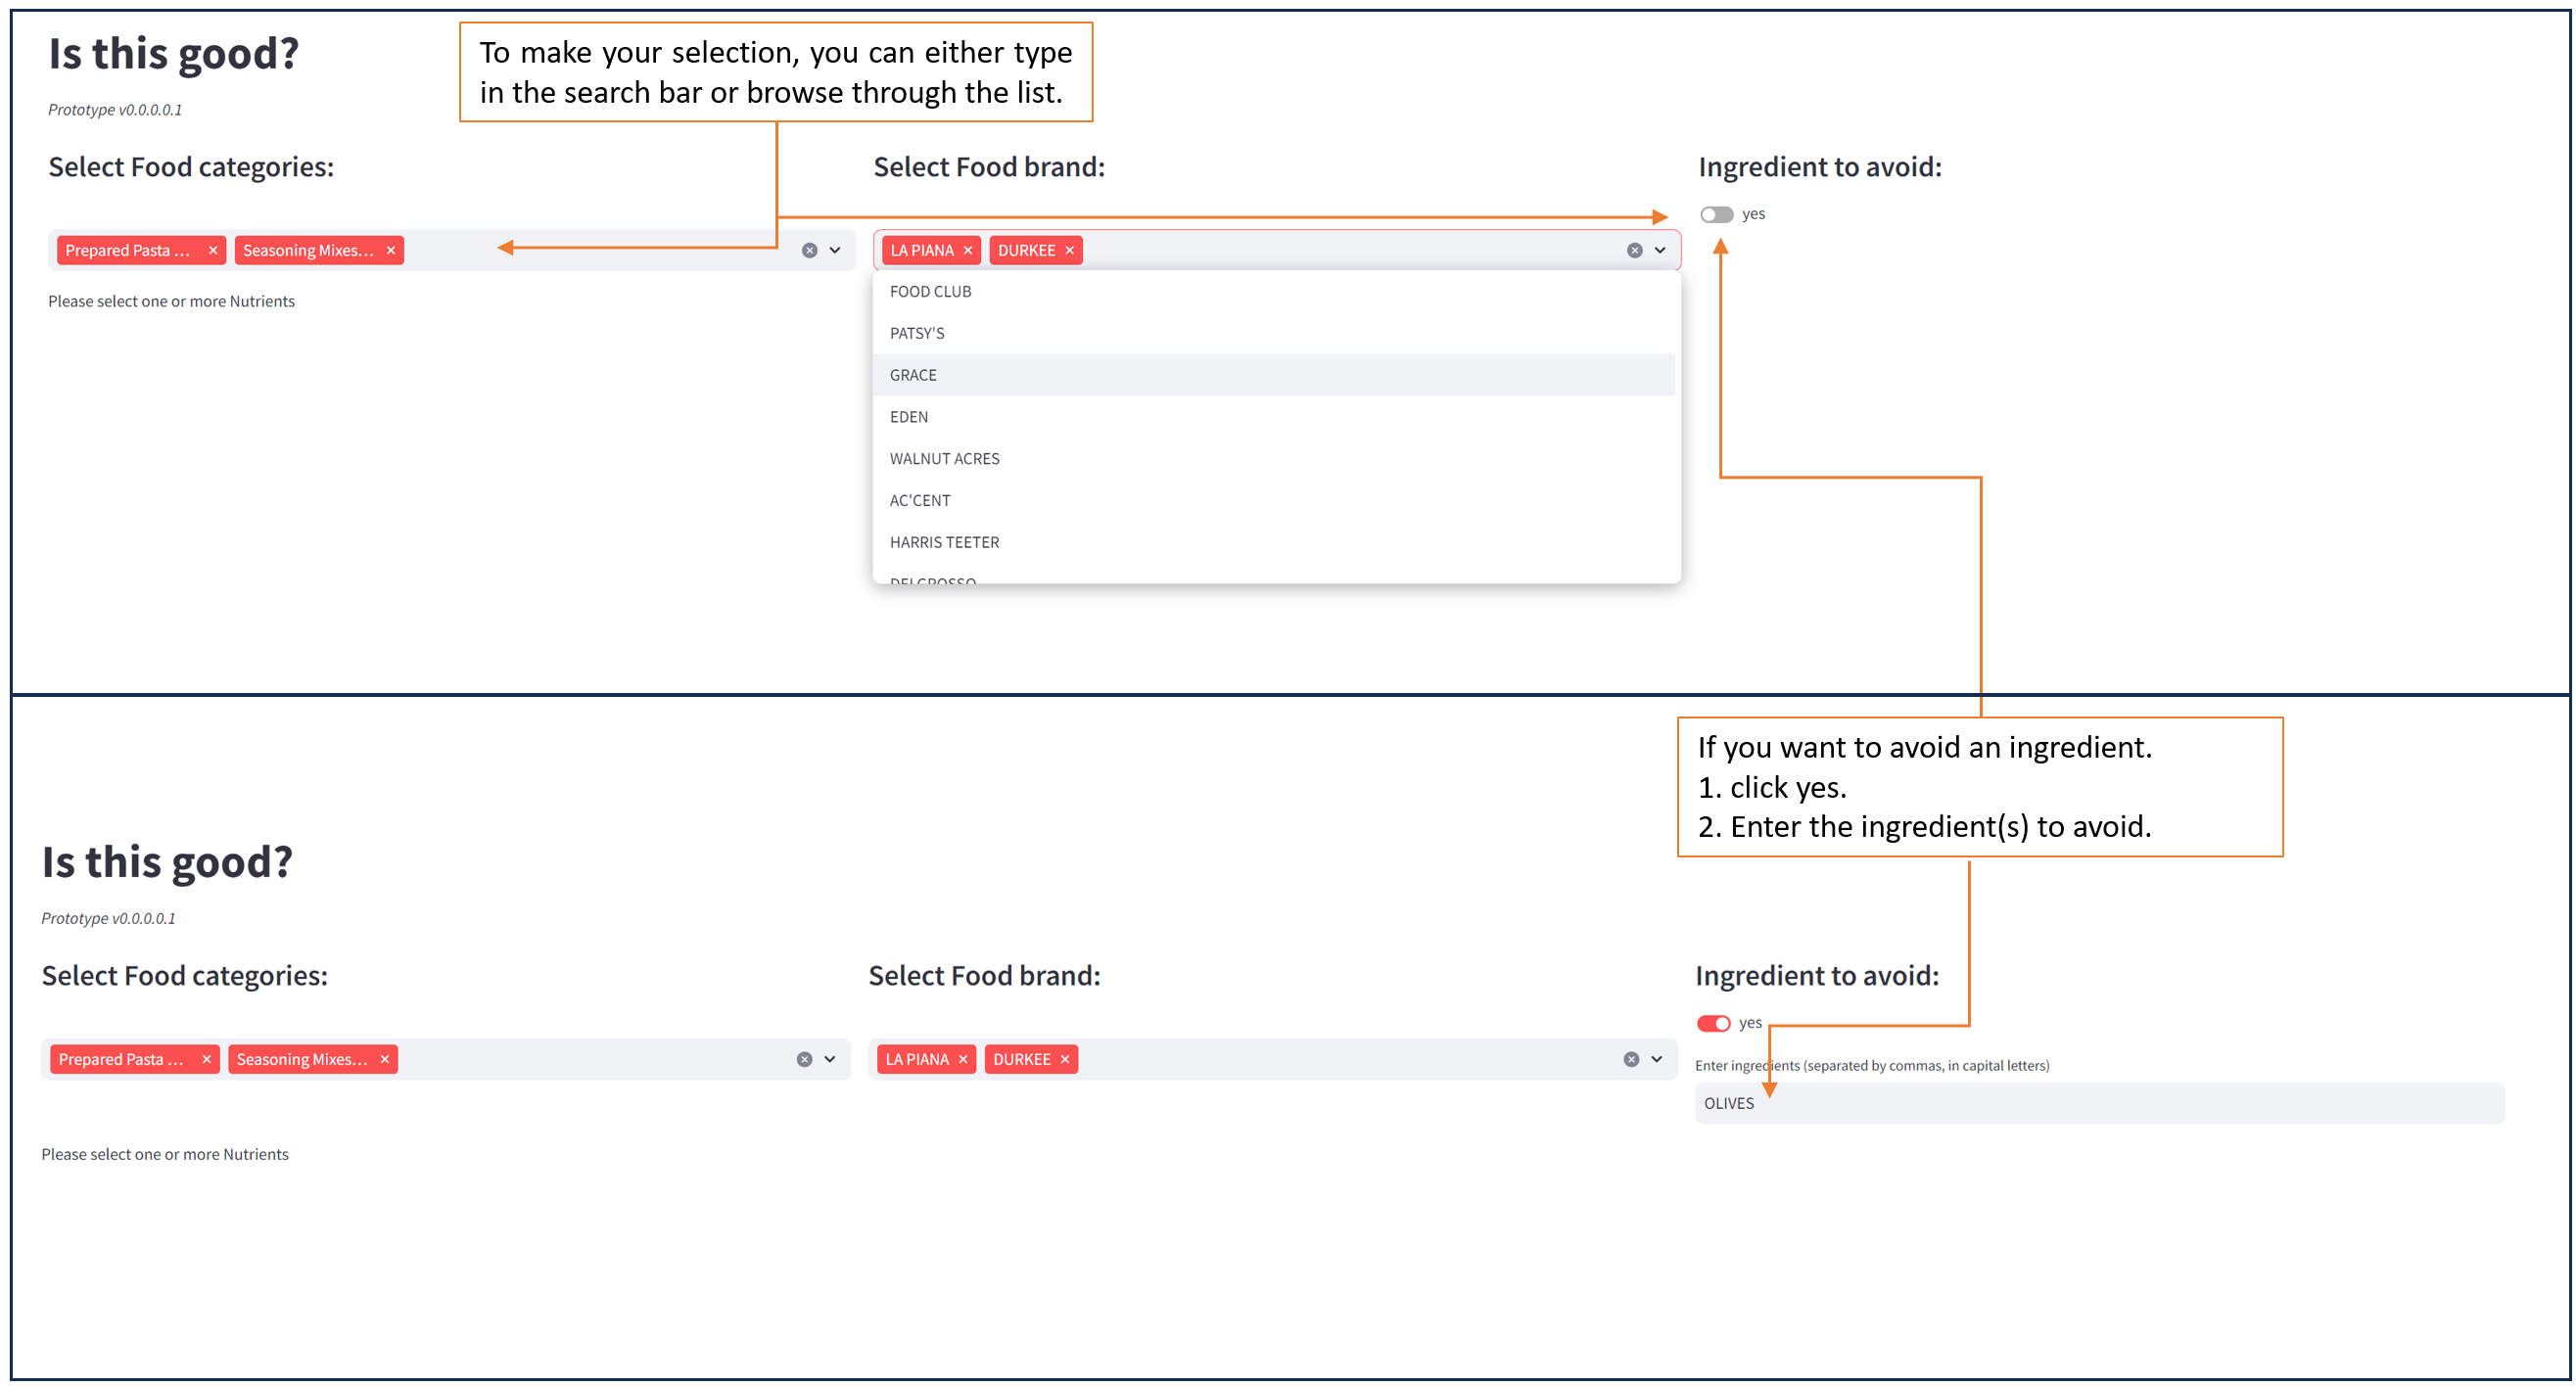 Is this good?
To make your selection, you can either type
in the search bar or browse through the list.
Prototype v0.0.0.0.1
Select Food categories:
Select Food brand:
Ingredient to avoid:
yes
Prepared Pasta ...
Seasoning Mixes...
LA PIANA
DURKEE
Please select one or more Nutrients
FOOD CLUB
PATSY'S
GRACE
EDEN
WALNUT ACRES
AC'CENT
HARRIS TEETER
DELGROSSO
If you want to avoid an ingredient.
1. click yes.
2. Enter the ingredient(s) to avoid.
Is this good?
Prototype v0.0.0.0.1
Select Food categories:
Select Food brand:
Ingredient to avoid:
yes
Prepared Pasta ...
Seasoning Mixes...
LA PIANA
DURKEE
Enter ingredients (separated by commas, in capital letters)
OLIVES
Please select one or more Nutrients